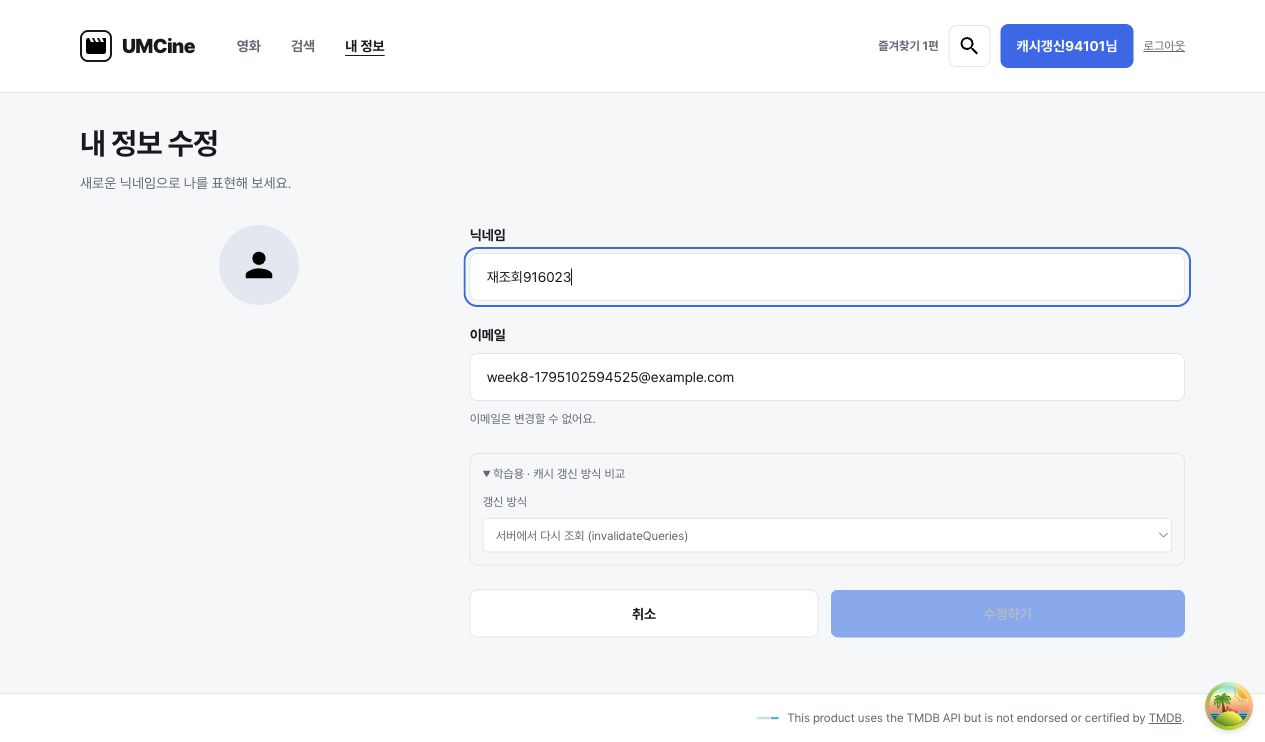 UMCine
영화
검색
내 정보
즐겨찾기 1편
캐시갱신94101님
로그아웃
내 정보 수정
새로운 닉네임으로 나를 표현해 보세요.
닉네임
재조회916023
이메일
week8-1795102594525@example.com
이메일은 변경할 수 없어요.
▼ 학습용 · 캐시 갱신 방식 비교
갱신 방식
서버에서 다시 조회 (invalidateQueries)
취소
수정하기
This product uses the TMDB API but is not endorsed or certified by TMDB.